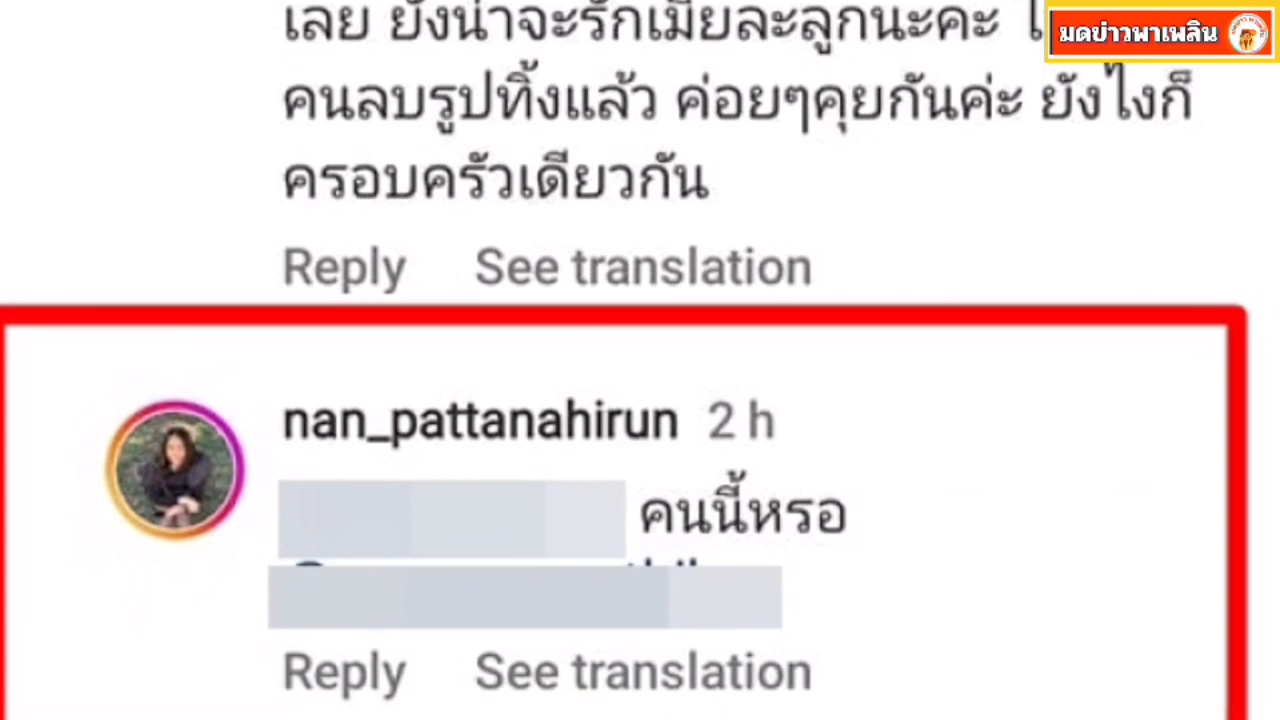 เลย ยังน่าจะรักเมียละลูกนะคะ
มดข่าวพาเพลิน
คนลบรูปทิ้งแล้ว ค่อยๆคุยกันค่ะ ยังไงก็
ครอบครัวเดียวกัน
Reply See translation
nan_pattanahirun 2 h
คนนี้หรอ
Reply See translation